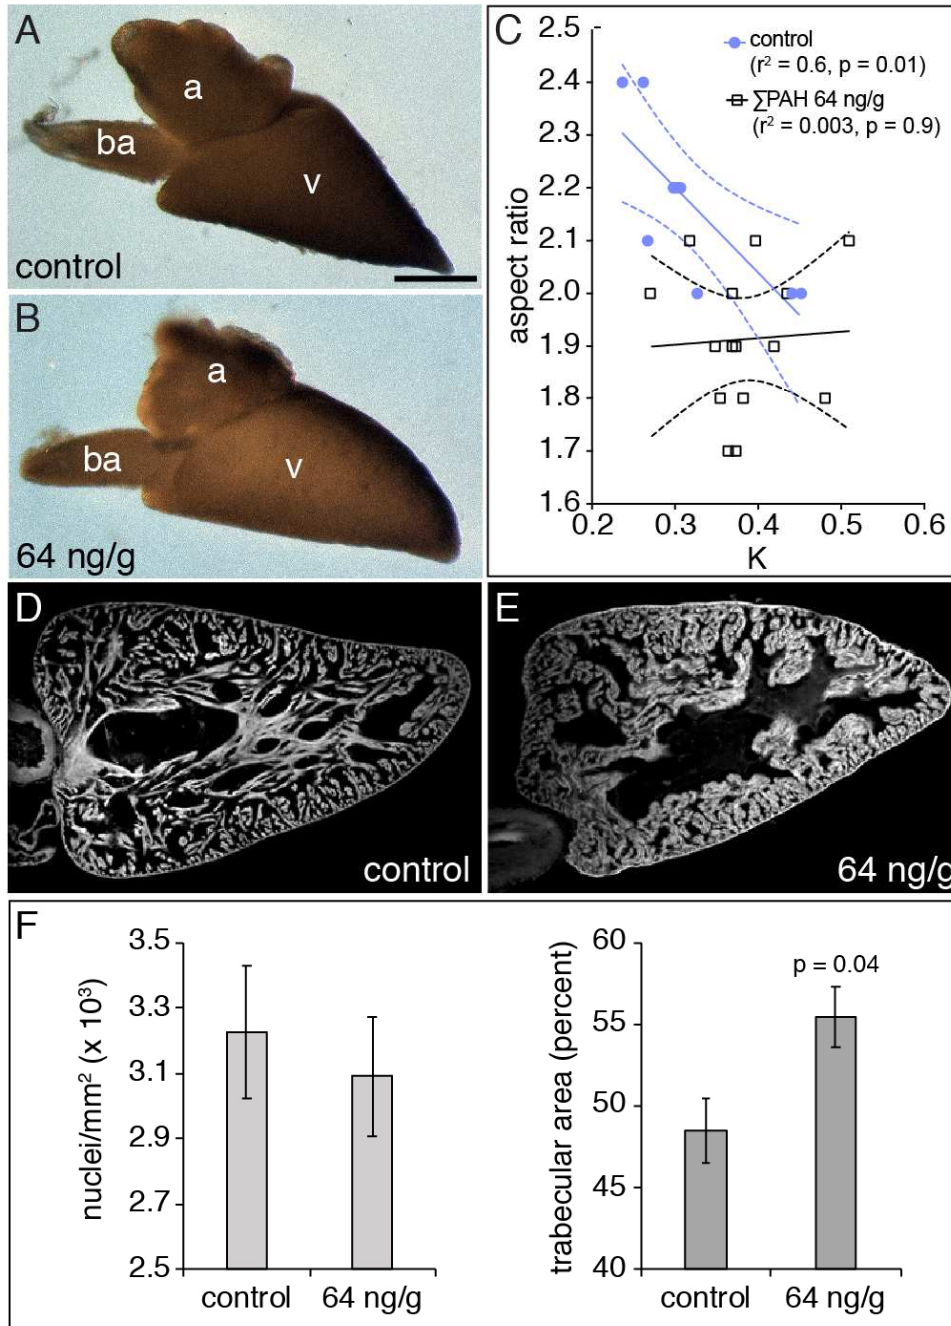 A
a
ba
v
control
B
a
ba
v
64 ng/g
C
control
(r² = 0.6, p = 0.01)
∑PAH 64 ng/g
(r² = 0.003, p = 0.9)
aspect ratio
2.5
2.4
2.3
2.2
2.1
2.0
1.9
1.8
1.7
1.6
0.2 0.3 0.4 0.5 0.6
K
D
control
E
64 ng/g
F
nuclei/mm² (x 10³)
3.5
3.3
3.1
2.9
2.7
2.5
control 64 ng/g
trabecular area (percent)
60
55
50
45
40
p = 0.04
control 64 ng/g